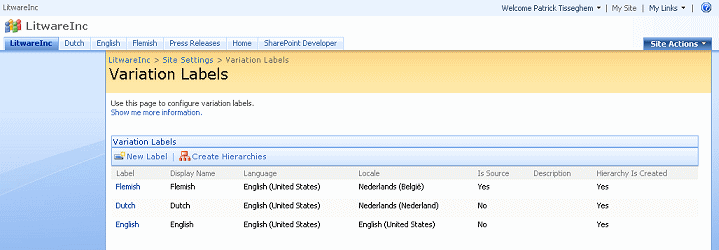 LitwareInc
Welcome Patrick Tisseghem | My Site | My Links
LitwareInc
LitwareInc Dutch English Flemish Press Releases Home SharePoint Developer Site Actions
LitwareInc > Site Settings > Variation Labels
Variation Labels
Use this page to configure variation labels.
Show me more information.
Variation Labels
New Label | Create Hierarchies
Label Display Name Language Locale Is Source Description Hierarchy Is Created
Flemish Flemish English (United States) Nederlands (België) Yes Yes
Dutch Dutch English (United States) Nederlands (Nederland) No Yes
English English English (United States) English (United States) No Yes